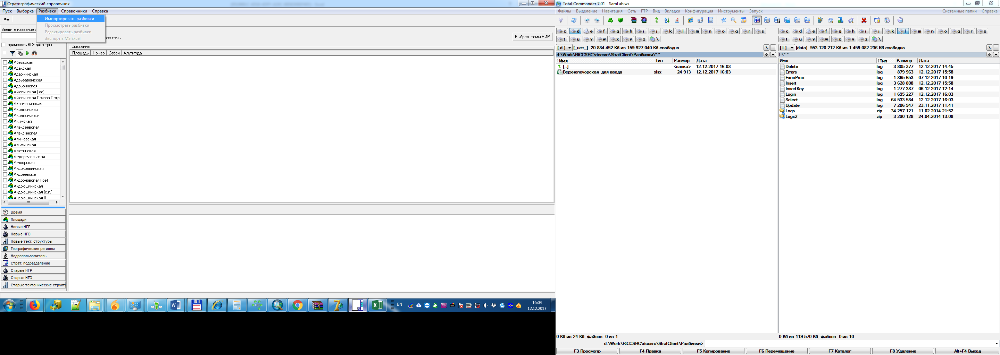 Стратиграфический справочник
Пуск Выборка Разбивки Справочники Справка
Импортировать разбивки
Просмотреть разбивки
Редактировать разбивки
Экспорт в MS Excel
Введите название с
все темы
Выбрать темы НИР
применять ВСЕ фильтры
Скважины
Площадь Номер Забой Альтитуда
Абезьская
Адакская
Адарминская
Адзьвавомская
Адзьвинская
Айювинская (-ое)
Айювинская Печора-Петр
Аквамаринская
Акилтынская
Акилтынская-I
Акимская
Алексеевская
Алексинская
Алимовская
Альфинская
Алютинская
Амдермаельская
Амшорская
Андоколвинская
Андреевская
Андроновская (-ое)
Андрюшкинская
Андрюшкинская (с.к.)
Андрюшкинская-II
Время
Площади
Новые НГР
Новые НГО
Новые тект. структуры
Географические регионы
Недропользователь
Страт. подразделение
Старые НГР
Старые НГО
Старые тектонические структу
EN
16:04
12.12.2017
Total Commander 7.01 - SamLab.ws
Файлы Выделение Навигация Сеть FTP Вид Вкладки Конфигурация Инструменты Запуск Системные папки Справка
c d e f g h i j k l m n o q r s
t u v w x y z \
c d e f g h i j k l m n o q r s
t u v w x y z \
[-d-] [_нет_] 20 884 452 Кб из 159 927 040 Кб свободно \ ..
d:\Work\RiCCSRC\riccsrc\StratClient\Разбивки\*.*
↑Имя Тип Размер Дата
[..] <папка> 12.12.2017 16:03
Верхнепечорская_для ввода xlsx 24 913 12.12.2017 16:03
0 Кб из 24 Кб, файлов: 0 из 1
[-l-] [data] 953 120 212 Кб из 1 459 082 236 Кб свободно \ ..
l:\*.*
Имя ↑Тип Размер Дата
Delete log 3 805 377 12.12.2017 14:45
Errors log 879 963 12.12.2017 15:58
ExecProc log 1 865 653 07.12.2017 10:19
Insert log 3 628 808 12.12.2017 15:58
InsertKey log 1 277 387 06.12.2017 12:14
Login log 1 695 227 12.12.2017 16:03
Select log 64 533 584 12.12.2017 16:03
Update log 7 206 947 23.11.2017 11:41
Logs zip 34 257 121 11.02.2014 21:52
Logs2 zip 3 290 128 24.04.2014 13:08
0 Кб из 119 570 Кб, файлов: 0 из 10
d:\Work\RiCCSRC\riccsrc\StratClient\Разбивки>
F3 Просмотр F4 Правка F5 Копирование F6 Перемещение F7 Каталог F8 Удаление Alt+F4 Выход